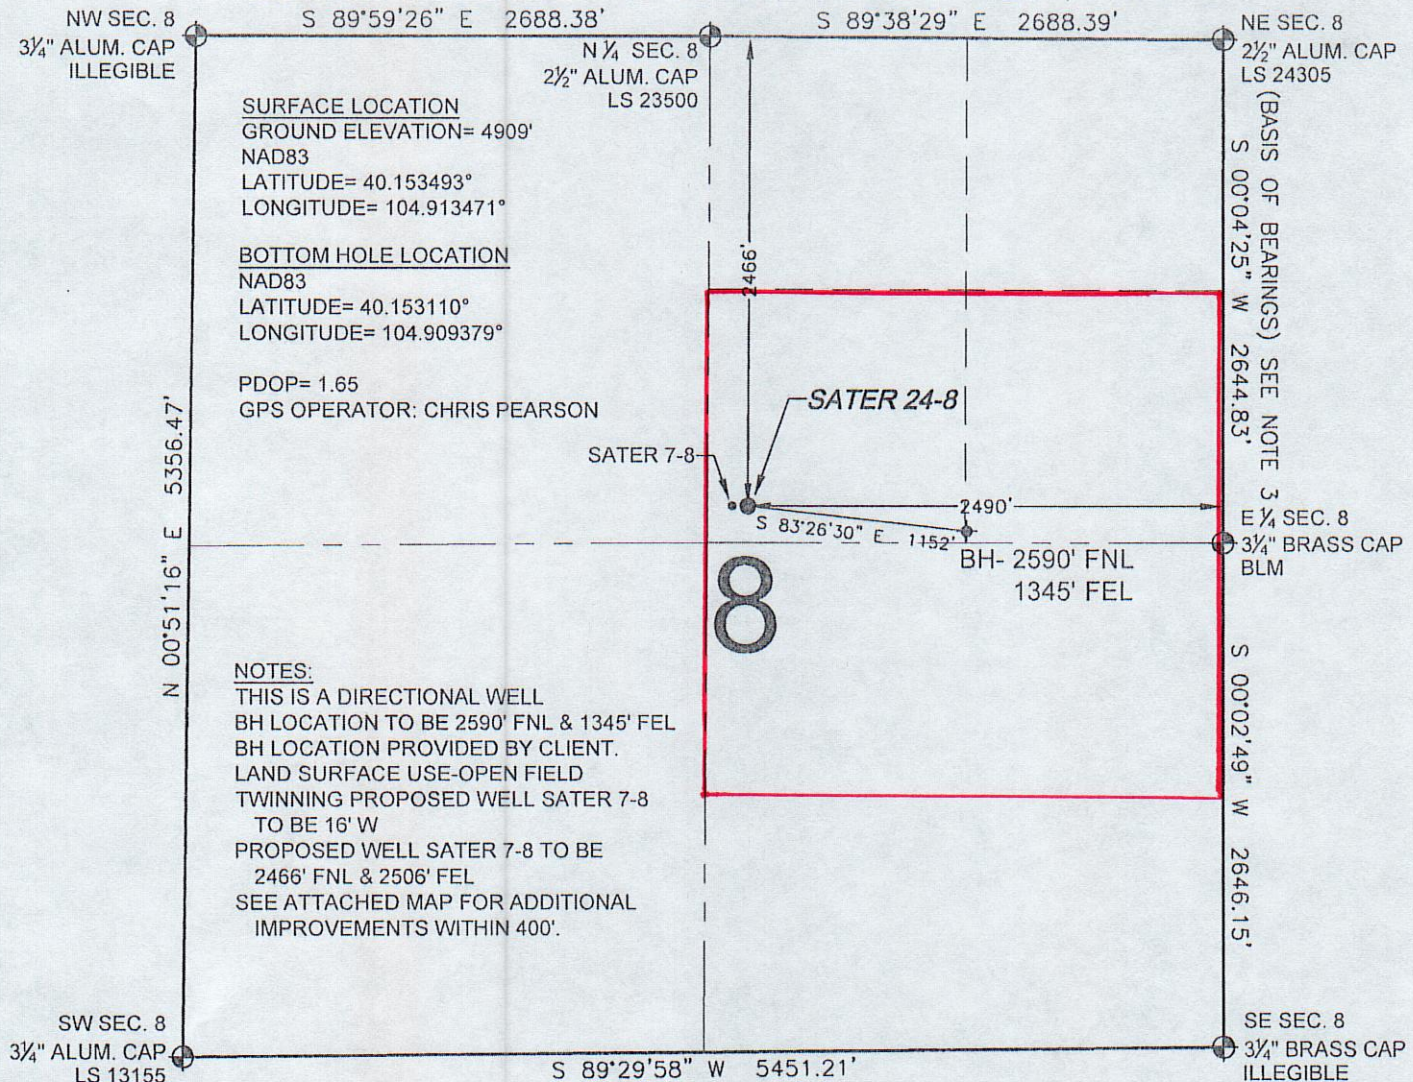 NW SEC. 8
3¼" ALUM. CAP
ILLEGIBLE
S 89°59'26" E 2688.38'
N ¼ SEC. 8
2½" ALUM. CAP
LS 23500
S 89°38'29" E 2688.39'
NE SEC. 8
2½" ALUM. CAP
LS 24305
SURFACE LOCATION
GROUND ELEVATION= 4909'
NAD83
LATITUDE= 40.153493°
LONGITUDE= 104.913471°
BOTTOM HOLE LOCATION
NAD83
LATITUDE= 40.153110°
LONGITUDE= 104.909379°
PDOP= 1.65
GPS OPERATOR: CHRIS PEARSON
2466'
(BASIS OF BEARINGS) SEE NOTE 3
S 00°04'25" W 2644.83'
N 00°51'16" E 5356.47'
SATER 24-8
SATER 7-8
2490'
S 83°26'30" E 1152'
BH- 2590' FNL
1345' FEL
E ¼ SEC. 8
3¼" BRASS CAP
BLM
8
S 00°02'49" W 2646.15'
NOTES:
THIS IS A DIRECTIONAL WELL
BH LOCATION TO BE 2590' FNL & 1345' FEL
BH LOCATION PROVIDED BY CLIENT.
LAND SURFACE USE-OPEN FIELD
TWINNING PROPOSED WELL SATER 7-8
TO BE 16' W
PROPOSED WELL SATER 7-8 TO BE
2466' FNL & 2506' FEL
SEE ATTACHED MAP FOR ADDITIONAL
IMPROVEMENTS WITHIN 400'.
SW SEC. 8
3¼" ALUM. CAP
LS 13155
S 89°29'58" W 5451.21'
SE SEC. 8
3¼" BRASS CAP
ILLEGIBLE